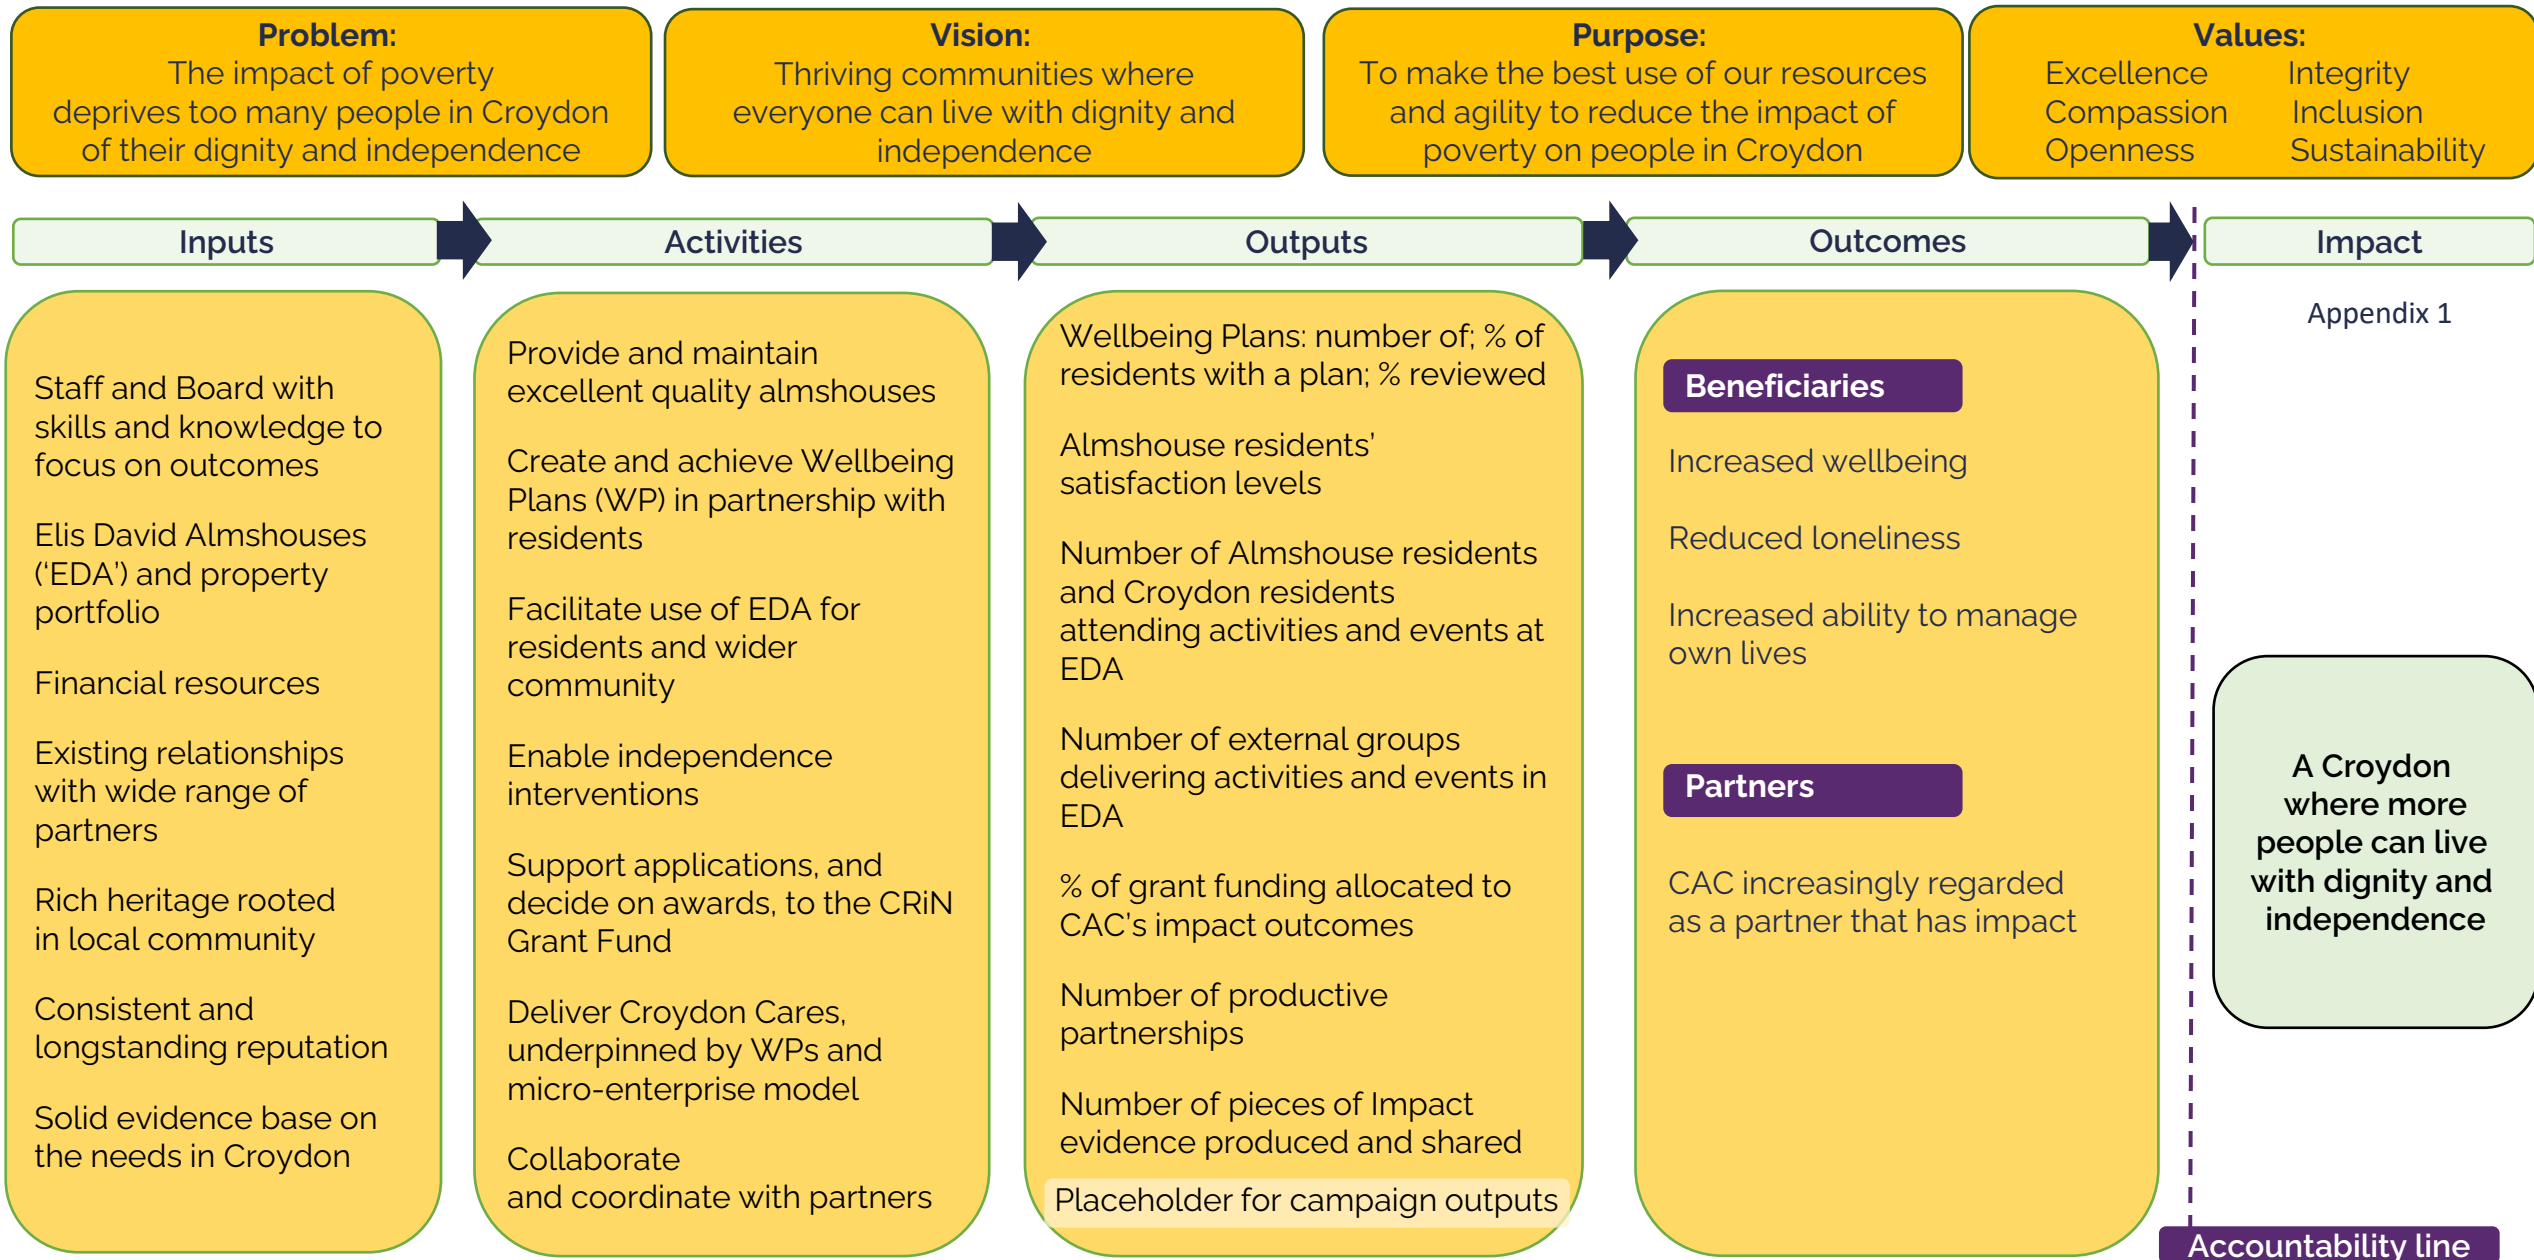 Problem:
The impact of poverty
deprives too many people in Croydon
of their dignity and independence
Vision:
Thriving communities where
everyone can live with dignity and
independence
Purpose:
To make the best use of our resources
and agility to reduce the impact of
poverty on people in Croydon
Values:
Excellence Integrity
Compassion Inclusion
Openness Sustainability
Inputs
Activities
Outputs
Outcomes
Impact
Staff and Board with
skills and knowledge to
focus on outcomes
Elis David Almshouses
(‘EDA’) and property
portfolio
Financial resources
Existing relationships
with wide range of
partners
Rich heritage rooted
in local community
Consistent and
longstanding reputation
Solid evidence base on
the needs in Croydon
Provide and maintain
excellent quality almshouses
Create and achieve Wellbeing
Plans (WP) in partnership with
residents
Facilitate use of EDA for
residents and wider
community
Enable independence
interventions
Support applications, and
decide on awards, to the CRiN
Grant Fund
Deliver Croydon Cares,
underpinned by WPs and
micro-enterprise model
Collaborate
and coordinate with partners
Wellbeing Plans: number of; % of
residents with a plan; % reviewed
Almshouse residents’
satisfaction levels
Number of Almshouse residents
and Croydon residents
attending activities and events at
EDA
Number of external groups
delivering activities and events in
EDA
% of grant funding allocated to
CAC’s impact outcomes
Number of productive
partnerships
Number of pieces of Impact
evidence produced and shared
Placeholder for campaign outputs
Beneficiaries
Increased wellbeing
Reduced loneliness
Increased ability to manage
own lives
Partners
CAC increasingly regarded
as a partner that has impact
Appendix 1
A Croydon
where more
people can live
with dignity and
independence
Accountability line